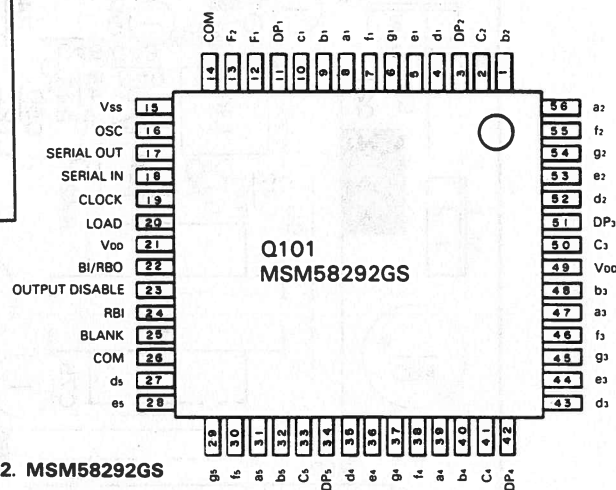 COM F2 F1 DP1 c1 b1 a1 f1 g1 e1 d1 DP2 C2 b2
14 13 12 11 10 9 8 7 6 5 4 3 2 1
Vss 15
OSC 16
SERIAL OUT 17
SERIAL IN 18
CLOCK 19
LOAD 20
VDD 21
BI/RBO 22
OUTPUT DISABLE 23
RBI 24
BLANK 25
COM 26
d5 27
e5 28
Q101
MSM58292GS
56 a2
55 f2
54 g2
53 e2
52 d2
51 DP3
50 C3
49 VDD
48 b3
47 a3
46 f3
45 g3
44 e3
43 d3
29 30 31 32 33 34 35 36 37 38 39 40 41 42
g5 f5 a5 b5 C5 DP5 d4 e4 g4 f4 a4 b4 C4 DP4
2. MSM58292GS